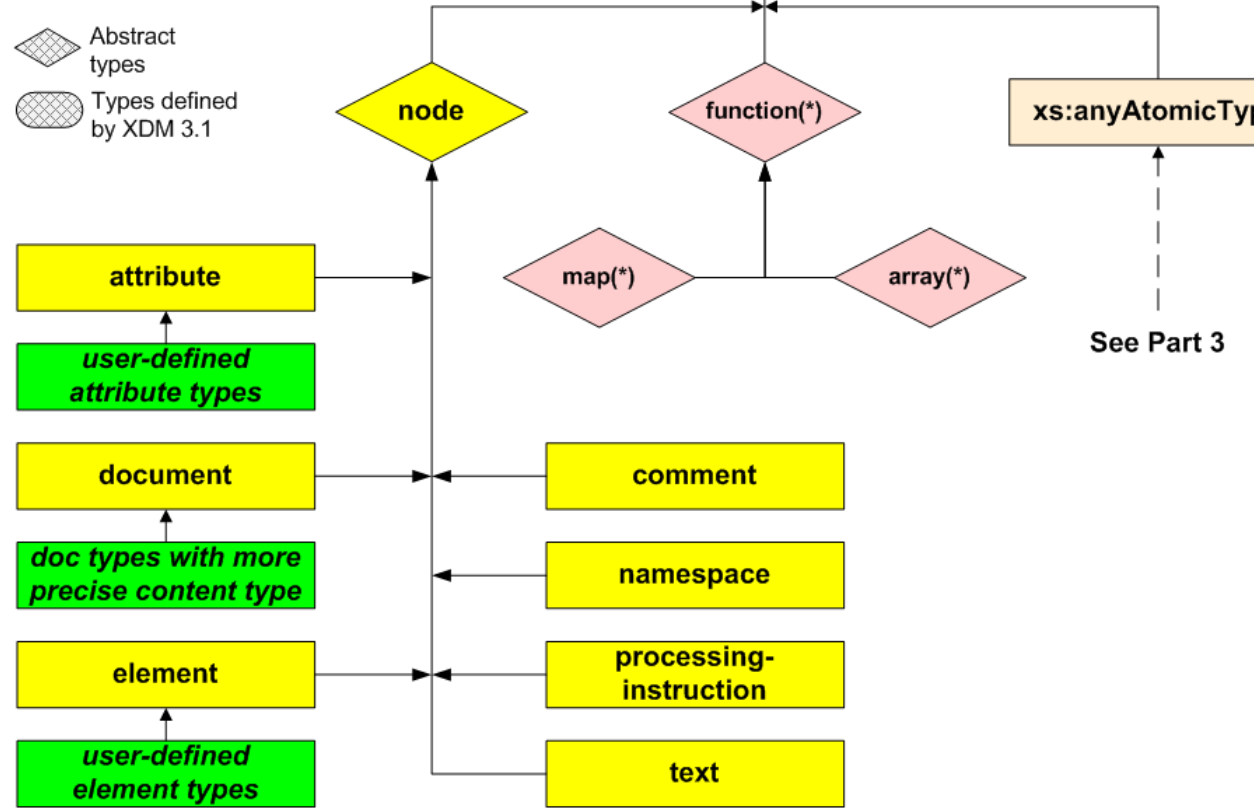 Abstract
types
Types defined
by XDM 3.1
node
function(*)
xs:anyAtomicTyp
attribute
map(*)
array(*)
See Part 3
user-defined
attribute types
document
comment
doc types with more
precise content type
namespace
element
processing-
instruction
user-defined
element types
text